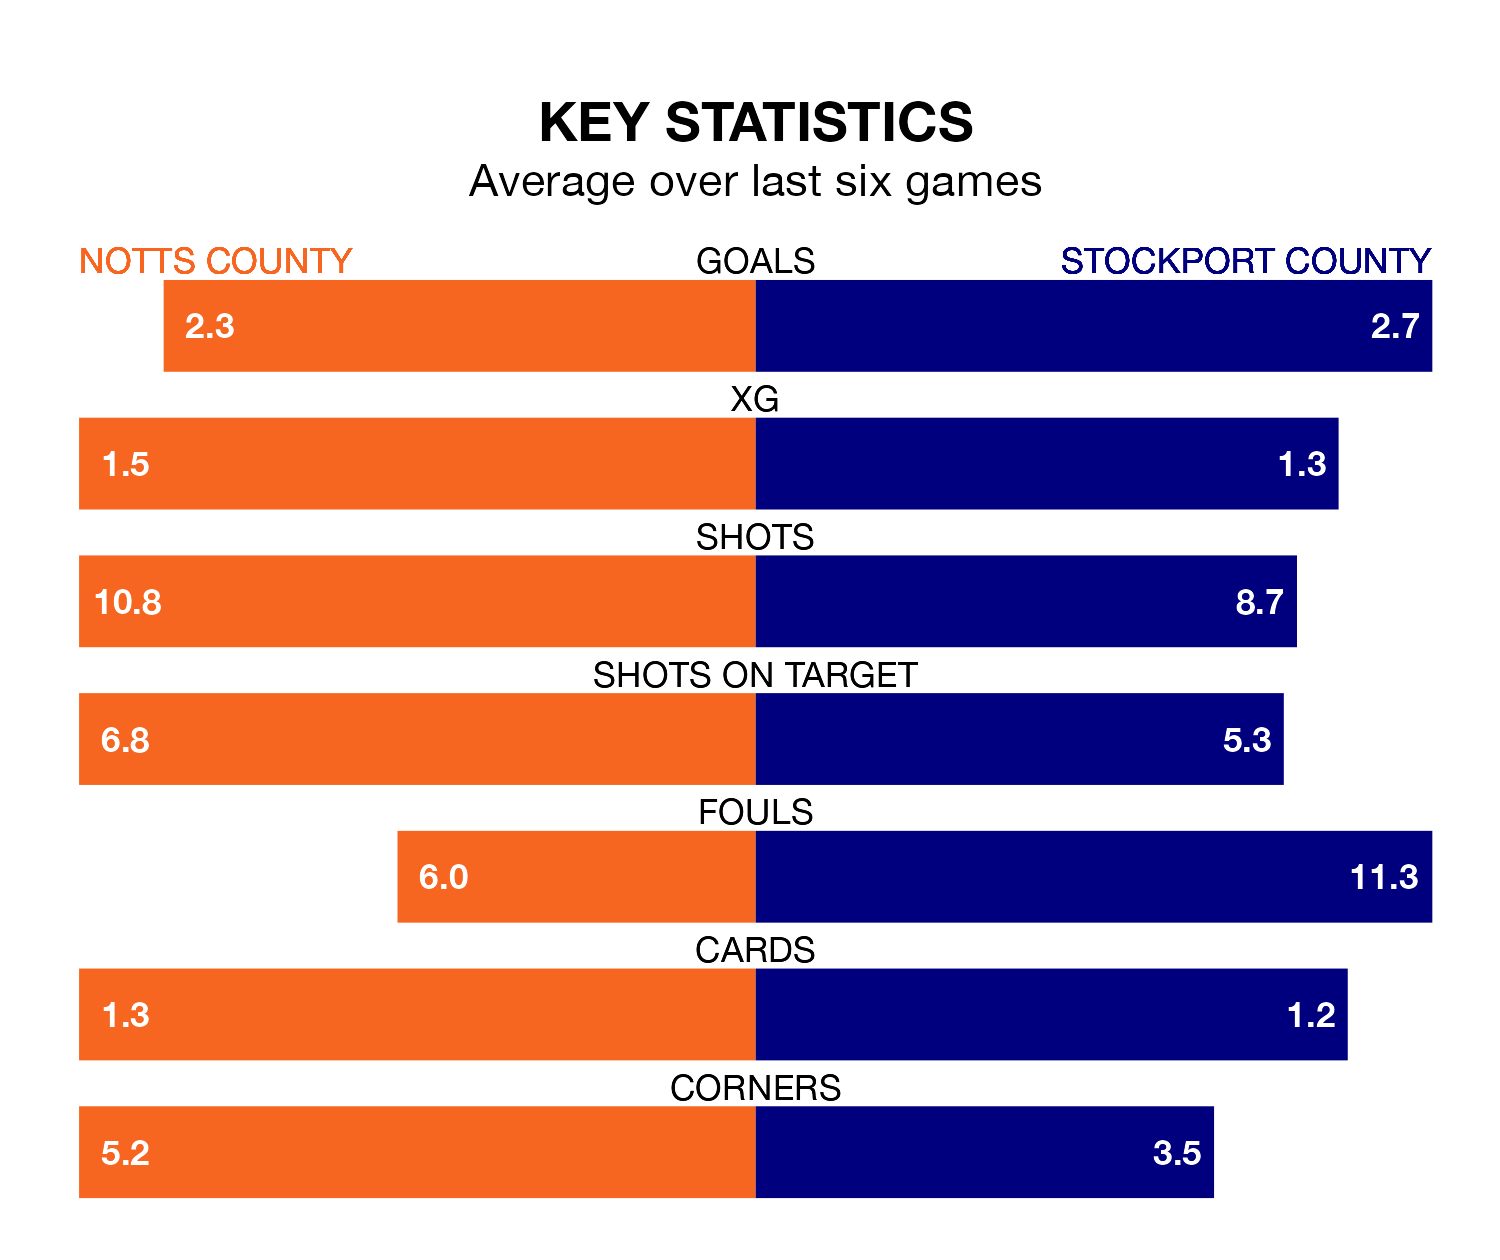 KEY STATISTICS
Average over last six games
NOTTS COUNTY GOALS STOCKPORT COUNTY
2.3 2.7
XG
1.5 1.3
SHOTS
10.8 8.7
SHOTS ON TARGET
6.8 5.3
FOULS
6.0 11.3
CARDS
1.3 1.2
CORNERS
5.2 3.5